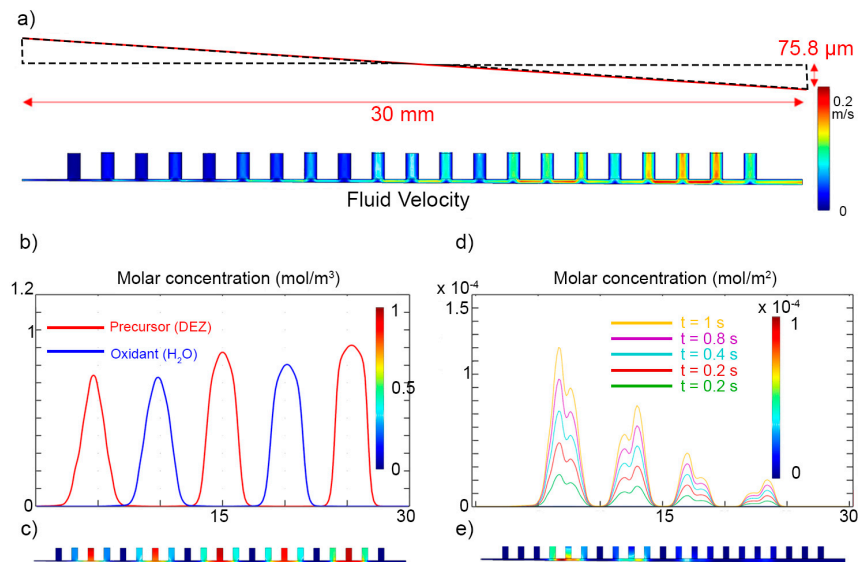 a)
75.8 µm
30 mm
0.2
m/s
0
Fluid Velocity
b)
Molar concentration (mol/m³)
1.2
1
0
15
30
Precursor (DEZ)
Oxidant (H₂O)
1
0.5
0
c)
d)
Molar concentration (mol/m²)
x 10⁻⁴
1.5
1
0
15
30
t = 1 s
t = 0.8 s
t = 0.4 s
t = 0.2 s
t = 0.2 s
x 10⁻⁴
1
0
e)